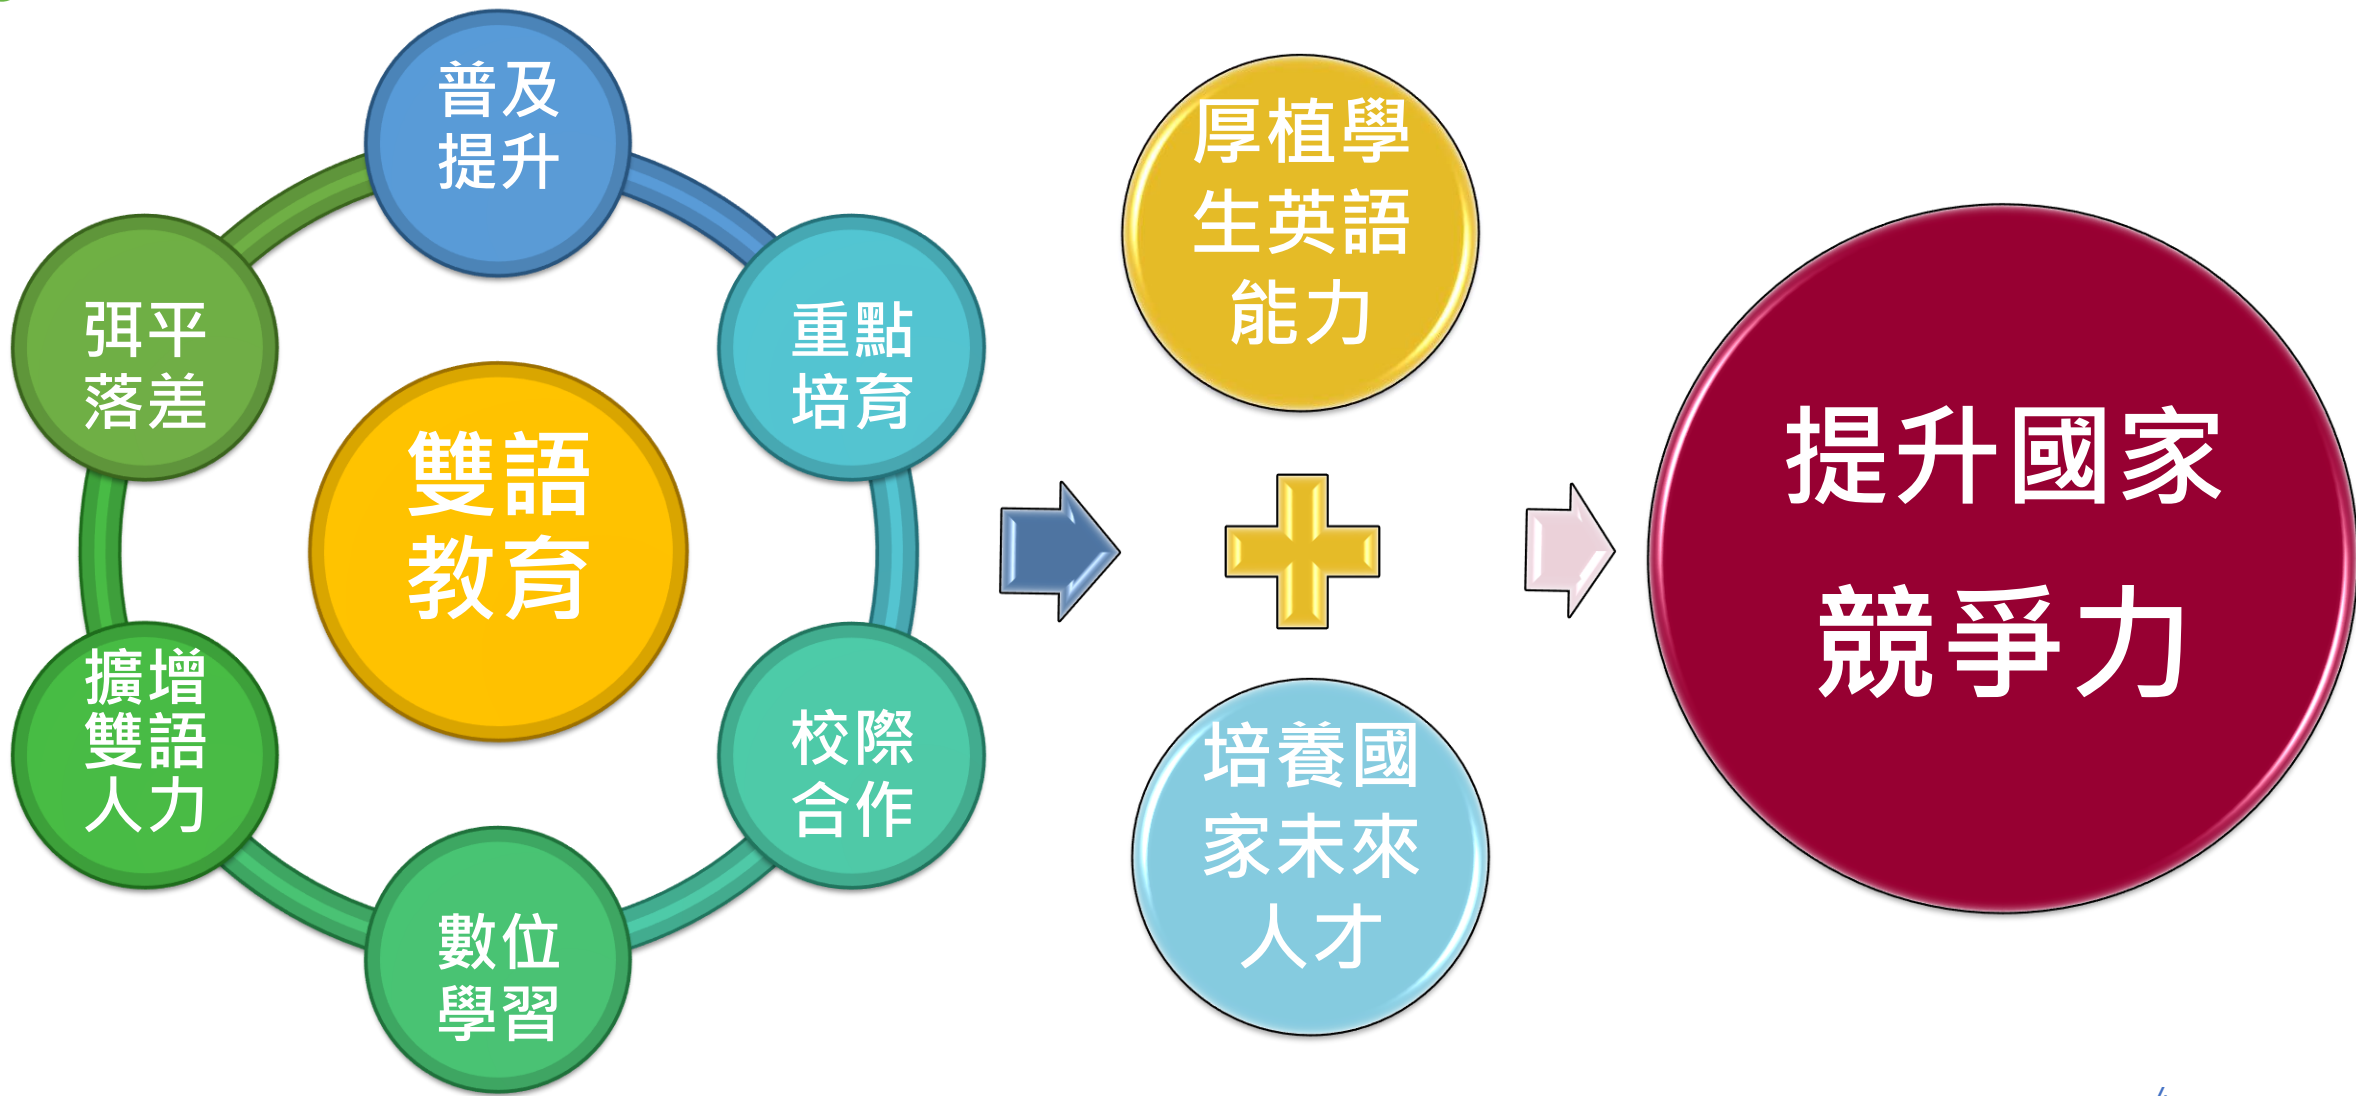 普及
提升
重點
培育
校際
合作
數位
學習
擴增
雙語
人力
弭平
落差
雙語
教育
厚植學
生英語
能力
培養國
家未來
人才
提升國家
競爭力